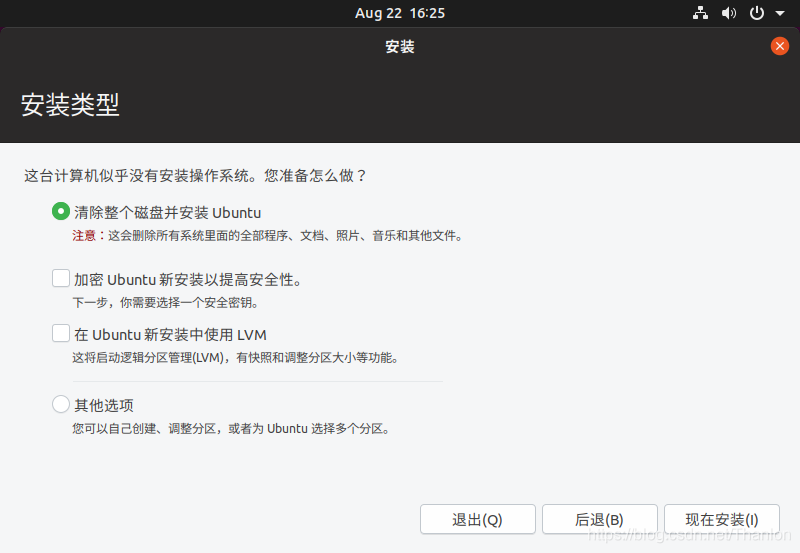 Aug 22 16:25
安装
安装类型
这台计算机似乎没有安装操作系统。您准备怎么做？
清除整个磁盘并安装 Ubuntu
注意：这会删除所有系统里面的全部程序、文档、照片、音乐和其他文件。
加密 Ubuntu 新安装以提高安全性。
下一步，你需要选择一个安全密钥。
在 Ubuntu 新安装中使用 LVM
这将启动逻辑分区管理(LVM)，有快照和调整分区大小等功能。
其他选项
您可以自己创建、调整分区，或者为 Ubuntu 选择多个分区。
退出(Q) 后退(B) 现在安装(I)
https://blog.csdn.net/Thanlon